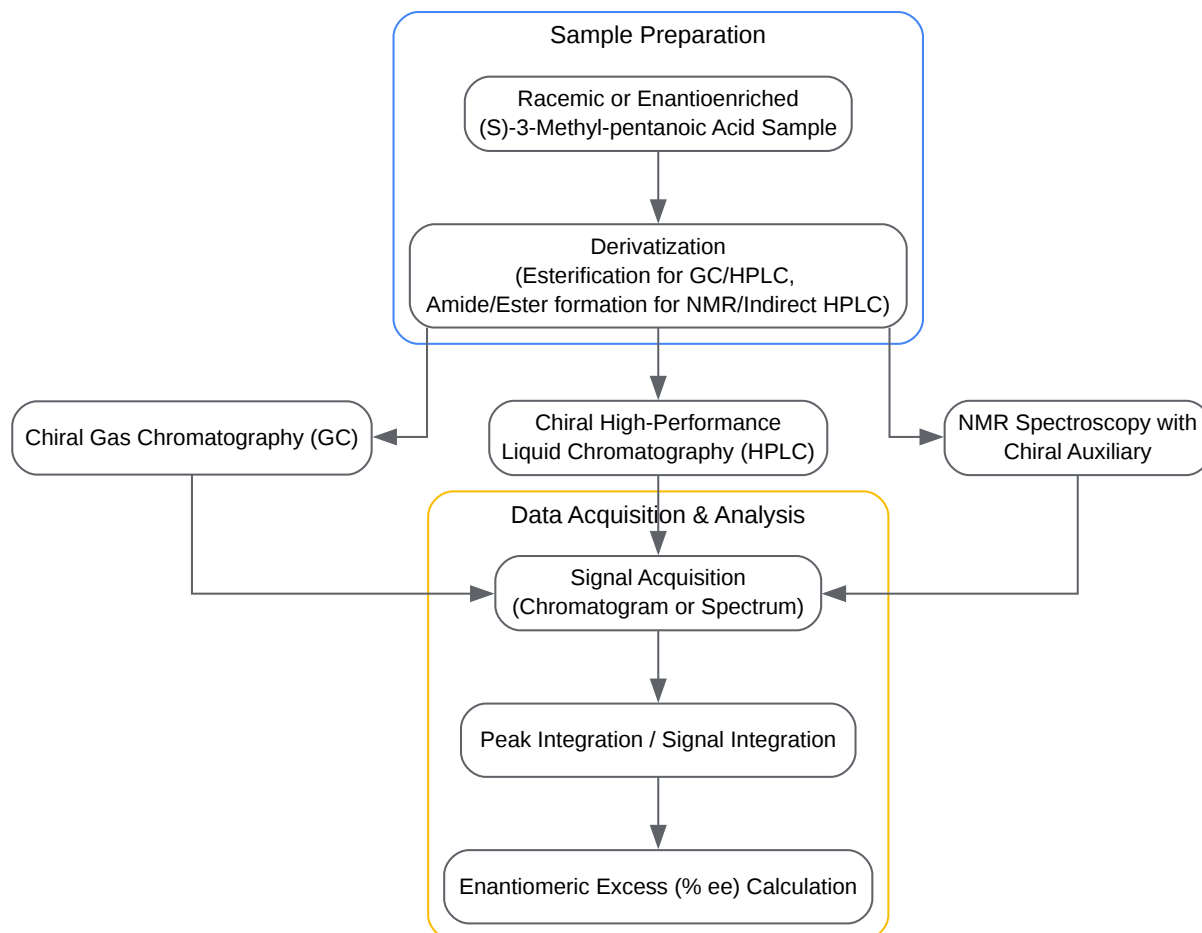 Sample Preparation
Racemic or Enantioenriched
(S)-3-Methyl-pentanoic Acid Sample
Derivatization
(Esterification for GC/HPLC,
Amide/Ester formation for NMR/Indirect HPLC)
Chiral Gas Chromatography (GC)
Chiral High-Performance
Liquid Chromatography (HPLC)
NMR Spectroscopy with
Chiral Auxiliary
Data Acquisition & Analysis
Signal Acquisition
(Chromatogram or Spectrum)
Peak Integration / Signal Integration
Enantiomeric Excess (% ee) Calculation